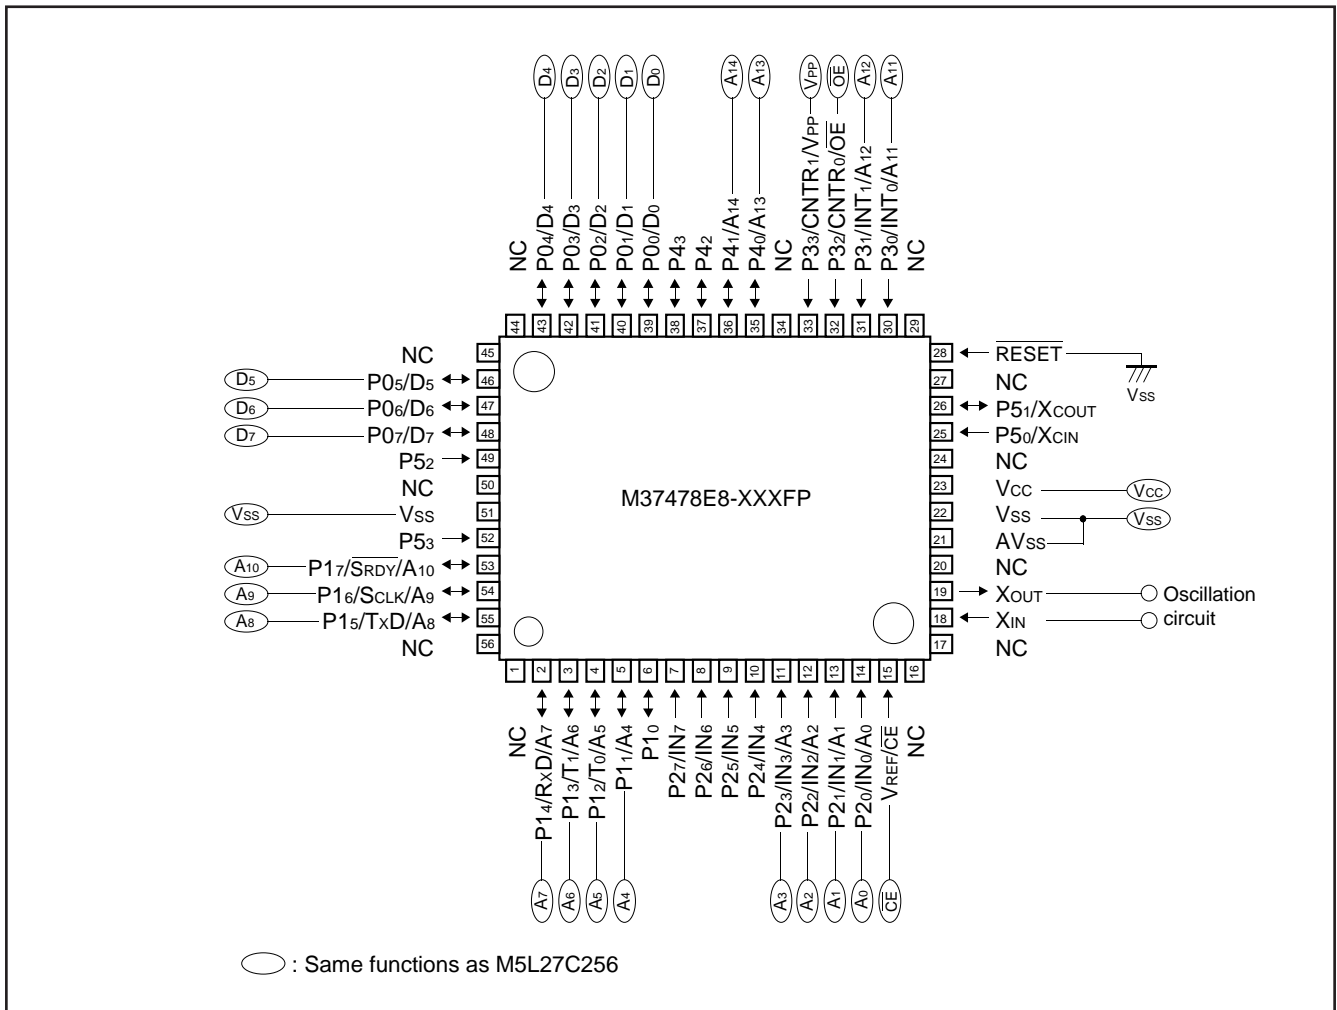 D4 D3 D2 D1 D0 A14 A13 VPP OE A12 A11
NC P04/D4 P03/D3 P02/D2 P01/D1 P00/D0 P43 P42 P41/A14 P40/A13 NC P33/CNTR1/VPP P32/CNTR0/OE P31/INT1/A12 P30/INT0/A11 NC
44 43 42 41 40 39 38 37 36 35 34 33 32 31 30 29
NC 45 28 RESET
VSS
D5 P05/D5 46 27 NC
D6 P06/D6 47 26 P51/XCOUT
D7 P07/D7 48 25 P50/XCIN
P52 49 24 NC
NC 50 23 VCC VCC
M37478E8-XXXFP
VSS VSS 51 22 VSS VSS
P53 52 21 AVSS
A10 P17/SRDY/A10 53 20 NC
A9 P16/SCLK/A9 54 19 XOUT Oscillation
A8 P15/TXD/A8 55 18 XIN circuit
NC 56 17 NC
1 2 3 4 5 6 7 8 9 10 11 12 13 14 15 16
NC P14/RXD/A7 P13/T1/A6 P12/T0/A5 P11/A4 P10 P27/IN7 P26/IN6 P25/IN5 P24/IN4 P23/IN3/A3 P22/IN2/A2 P21/IN1/A1 P20/IN0/A0 VREF/CE NC
A7 A6 A5 A4 A3 A2 A1 A0 CE
: Same functions as M5L27C256